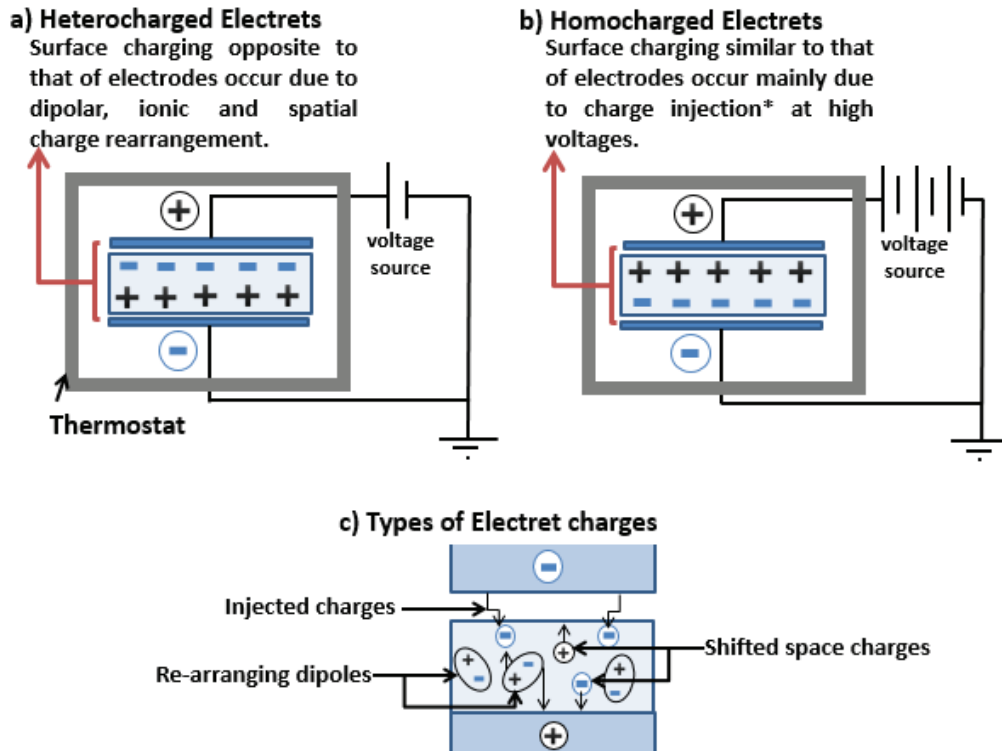 a) Heterocharged Electrets
Surface charging opposite to
that of electrodes occur due to
dipolar, ionic and spatial
charge rearrangement.
+
voltage
source
- - - - -
+ + + + +
-
Thermostat
b) Homocharged Electrets
Surface charging similar to that
of electrodes occur mainly due
to charge injection* at high
voltages.
+
voltage
source
+ + + + +
- - - - -
-
c) Types of Electret charges
-
Injected charges
Shifted space charges
Re-arranging dipoles
- + -
+ - + - - + -
+